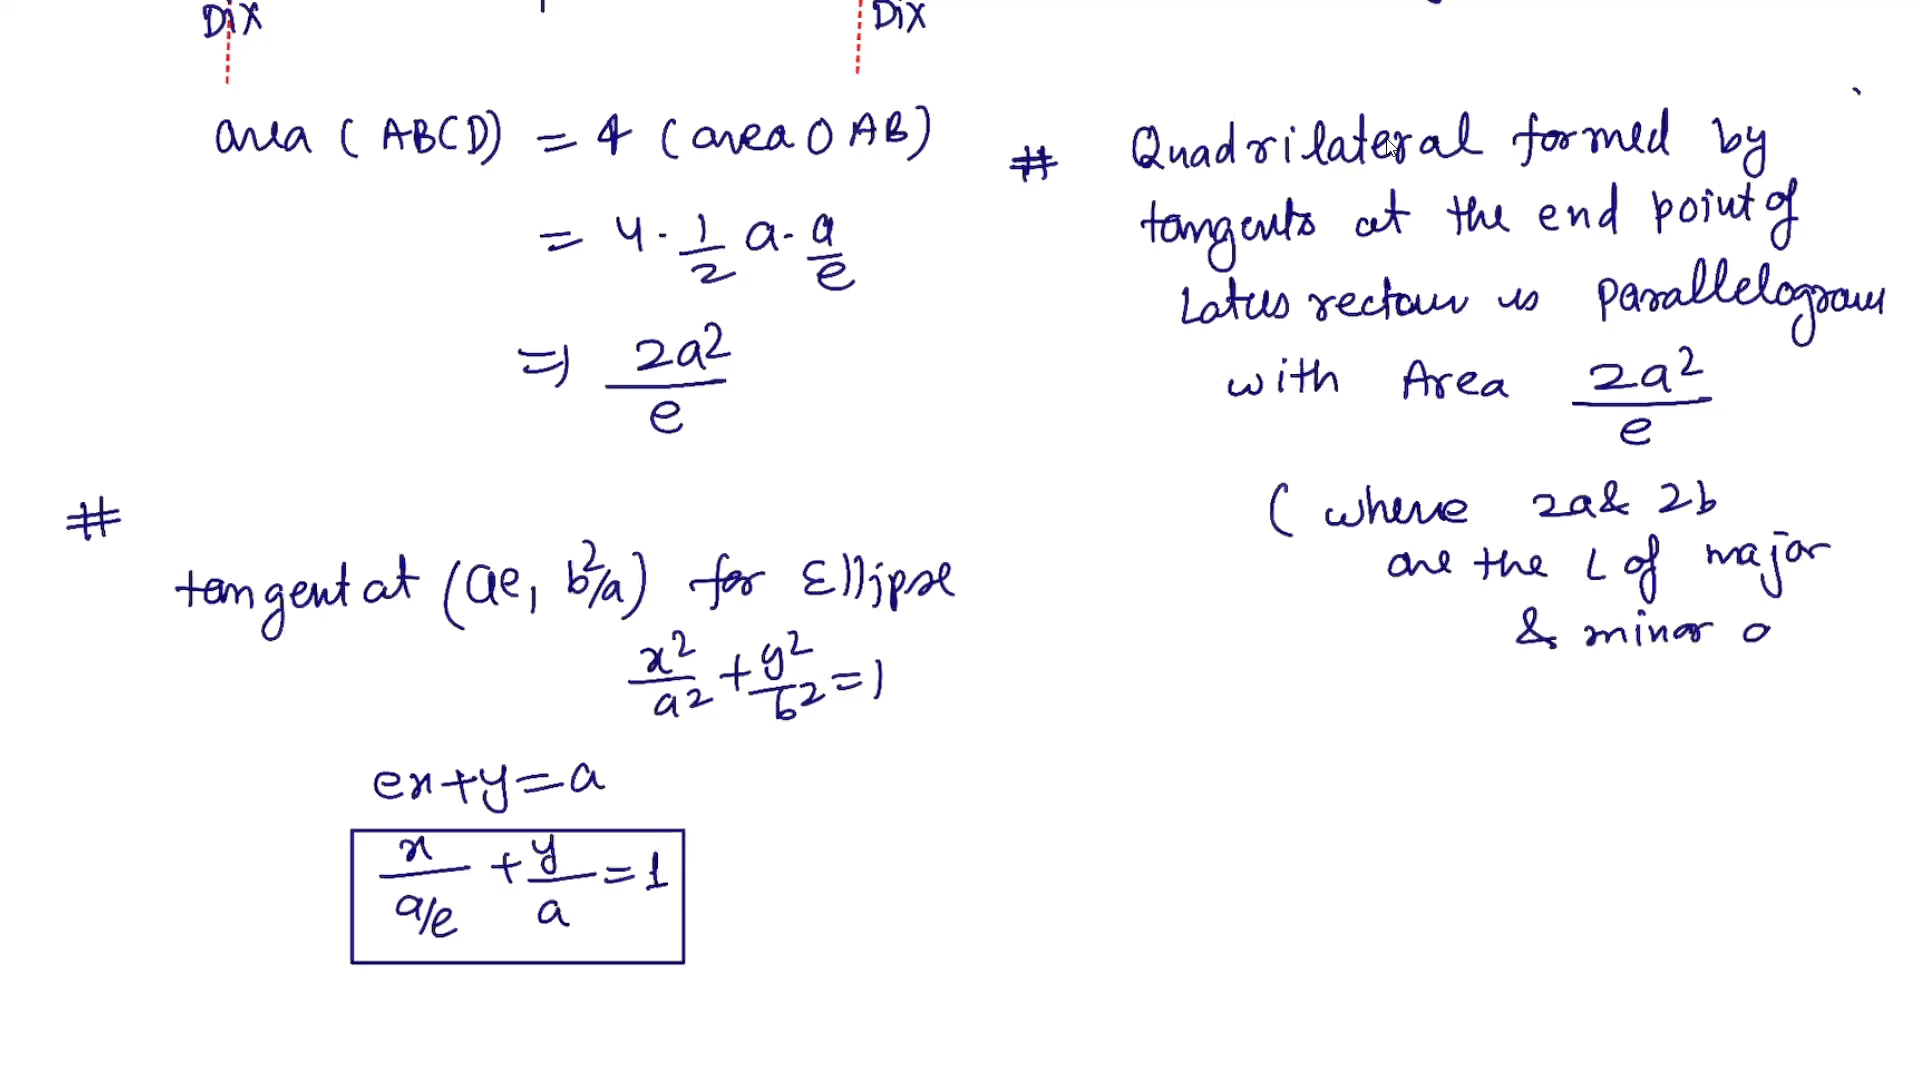 Dix Dix
area (ABCD) = 4 (area OAB)
= 4 · 1/2 a · a/e
⇒ 2a²/e
#
tangent at (ae, b²/a) for Ellipse
x²/a² + y²/b² = 1
ex+y=a
x/(a/e) + y/a = 1
# Quadrilateral formed by
tangents at the end point of
Latus rectum is parallelogram
with Area 2a²/e
( where 2a & 2b
are the L of major
& minor a